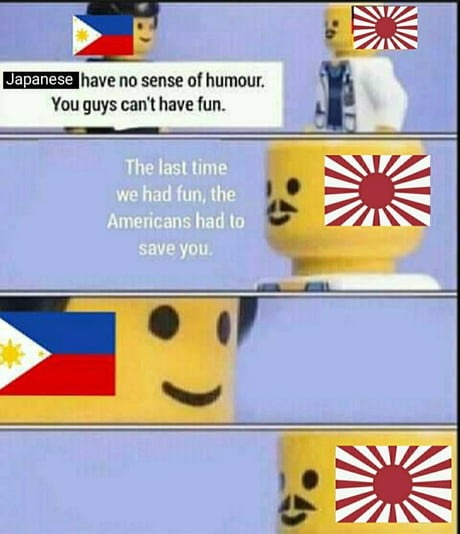 Japanese have no sense of humour.
You guys can't have fun.
The last time
we had fun, the
Americans had to
save you.